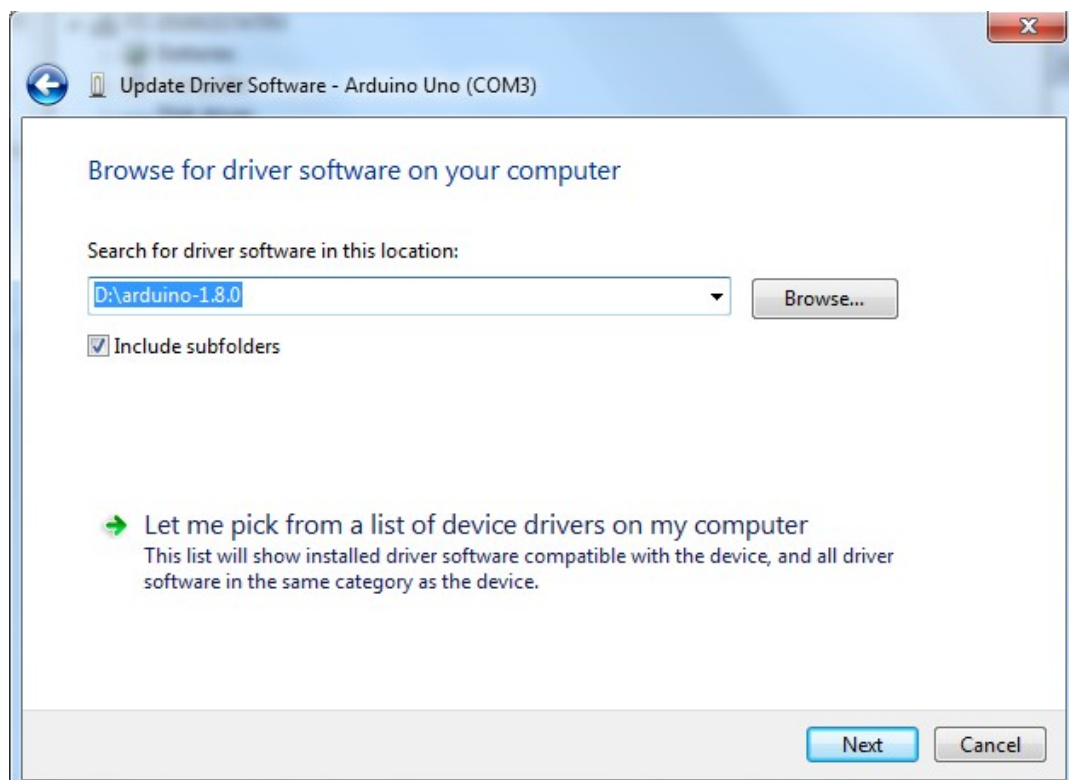 Update Driver Software - Arduino Uno (COM3)
Browse for driver software on your computer
Search for driver software in this location:
D:\arduino-1.8.0
Browse...
Include subfolders
Let me pick from a list of device drivers on my computer
This list will show installed driver software compatible with the device, and all driver
software in the same category as the device.
Next
Cancel